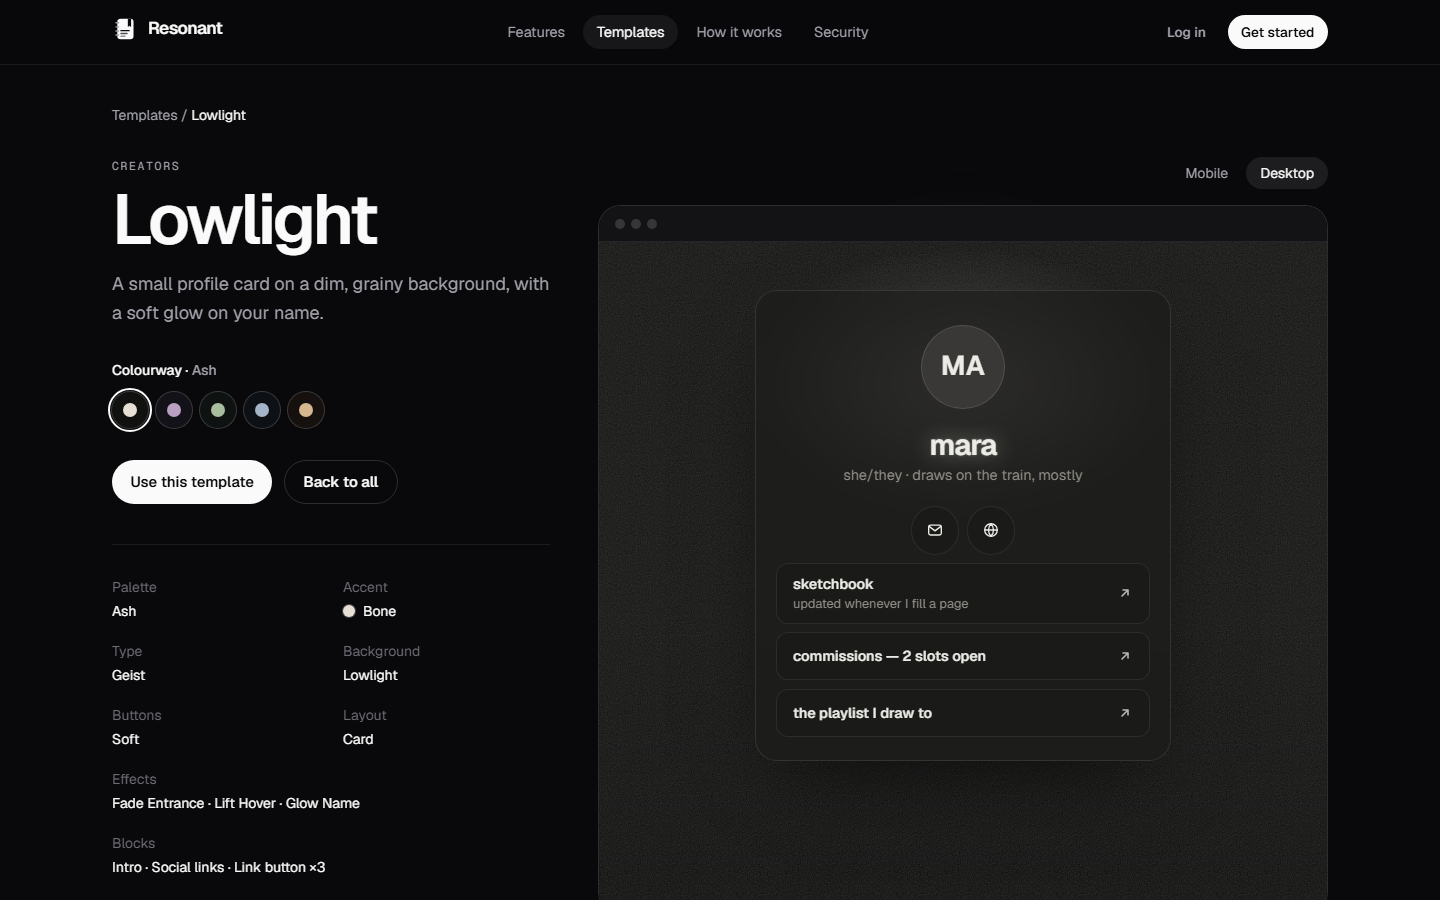 Resonant
Features
Templates
How it works
Security
Log in
Get started
Templates / Lowlight
CREATORS
Lowlight
A small profile card on a dim, grainy background, with
a soft glow on your name.
Colourway · Ash
Use this template
Back to all
Palette
Ash
Accent
Bone
Type
Geist
Background
Lowlight
Buttons
Soft
Layout
Card
Effects
Fade Entrance · Lift Hover · Glow Name
Blocks
Intro · Social links · Link button ×3
Mobile
Desktop
MA
mara
she/they · draws on the train, mostly
sketchbook
updated whenever I fill a page
commissions — 2 slots open
the playlist I draw to